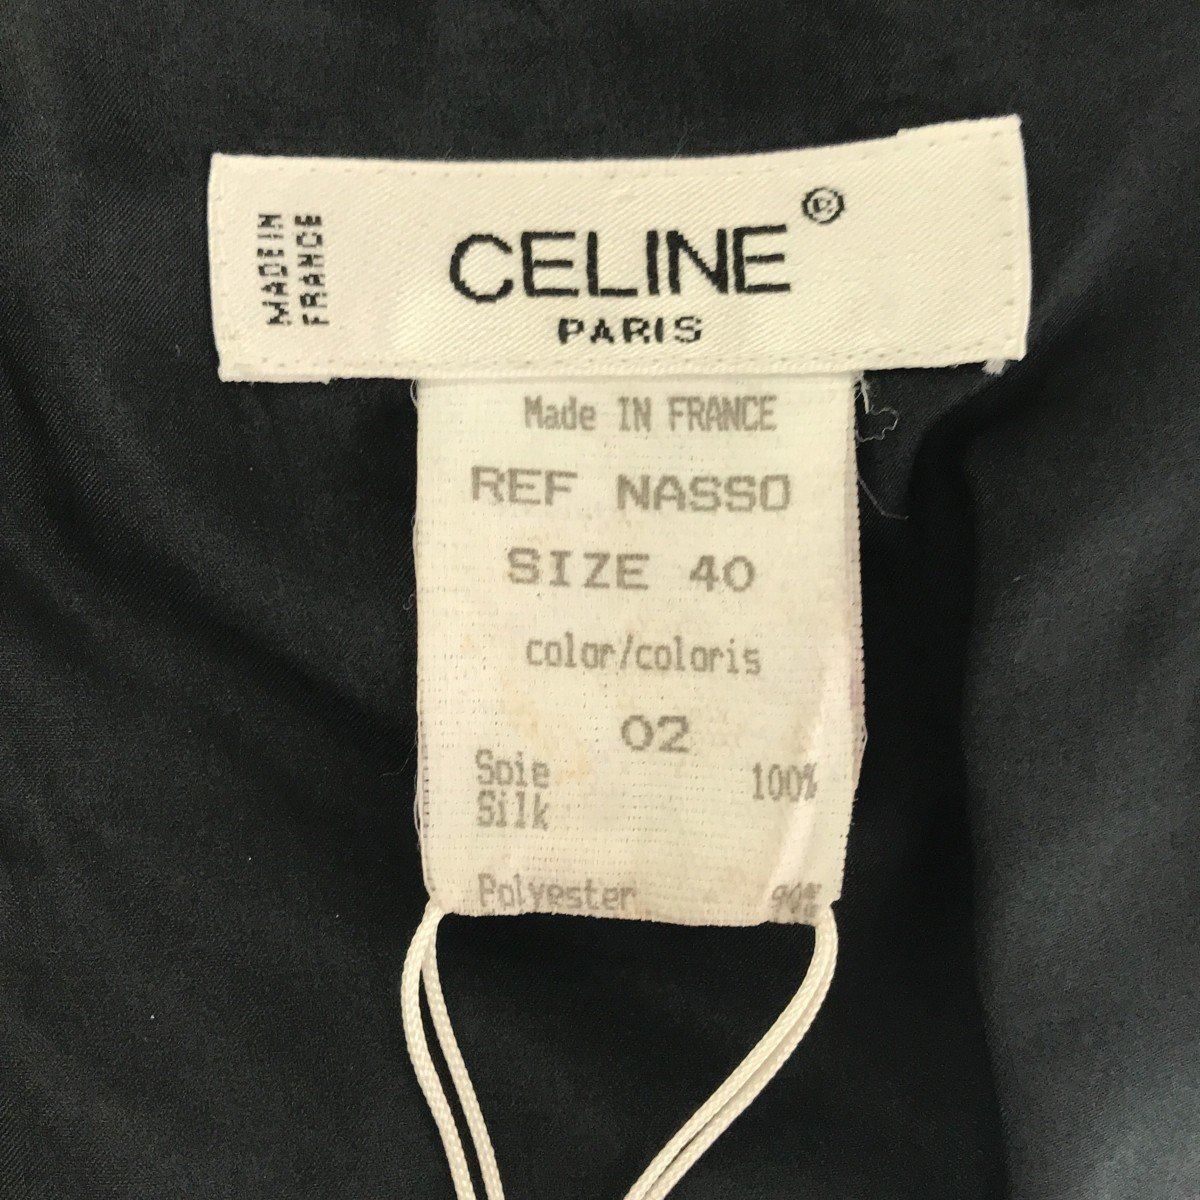 MADE IN
FRANCE
CELINE®
PARIS
Made IN FRANCE
REF NASSO
SIZE 40
color/coloris
02
Soie 100%
Silk
Polyester 90%